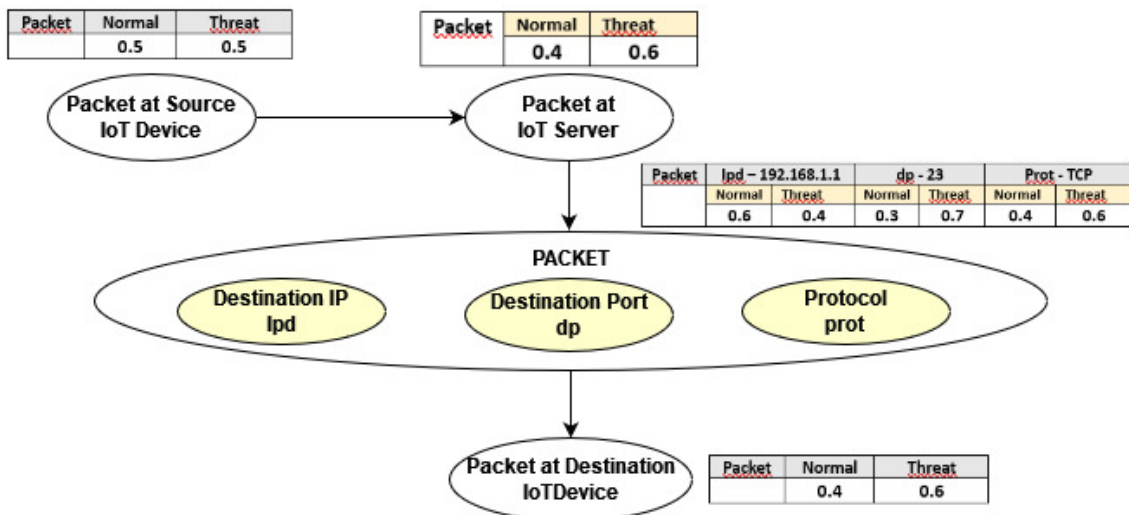 Packet Normal Threat
0.5 0.5
Packet Normal Threat
0.4 0.6
Packet at Source
IoT Device
Packet at
IoT Server
Packet Ipd – 192.168.1.1 dp - 23 Prot - TCP
Normal Threat Normal Threat Normal Threat
0.6 0.4 0.3 0.7 0.4 0.6
PACKET
Destination IP
Ipd
Destination Port
dp
Protocol
prot
Packet at Destination
IoTDevice
Packet Normal Threat
0.4 0.6